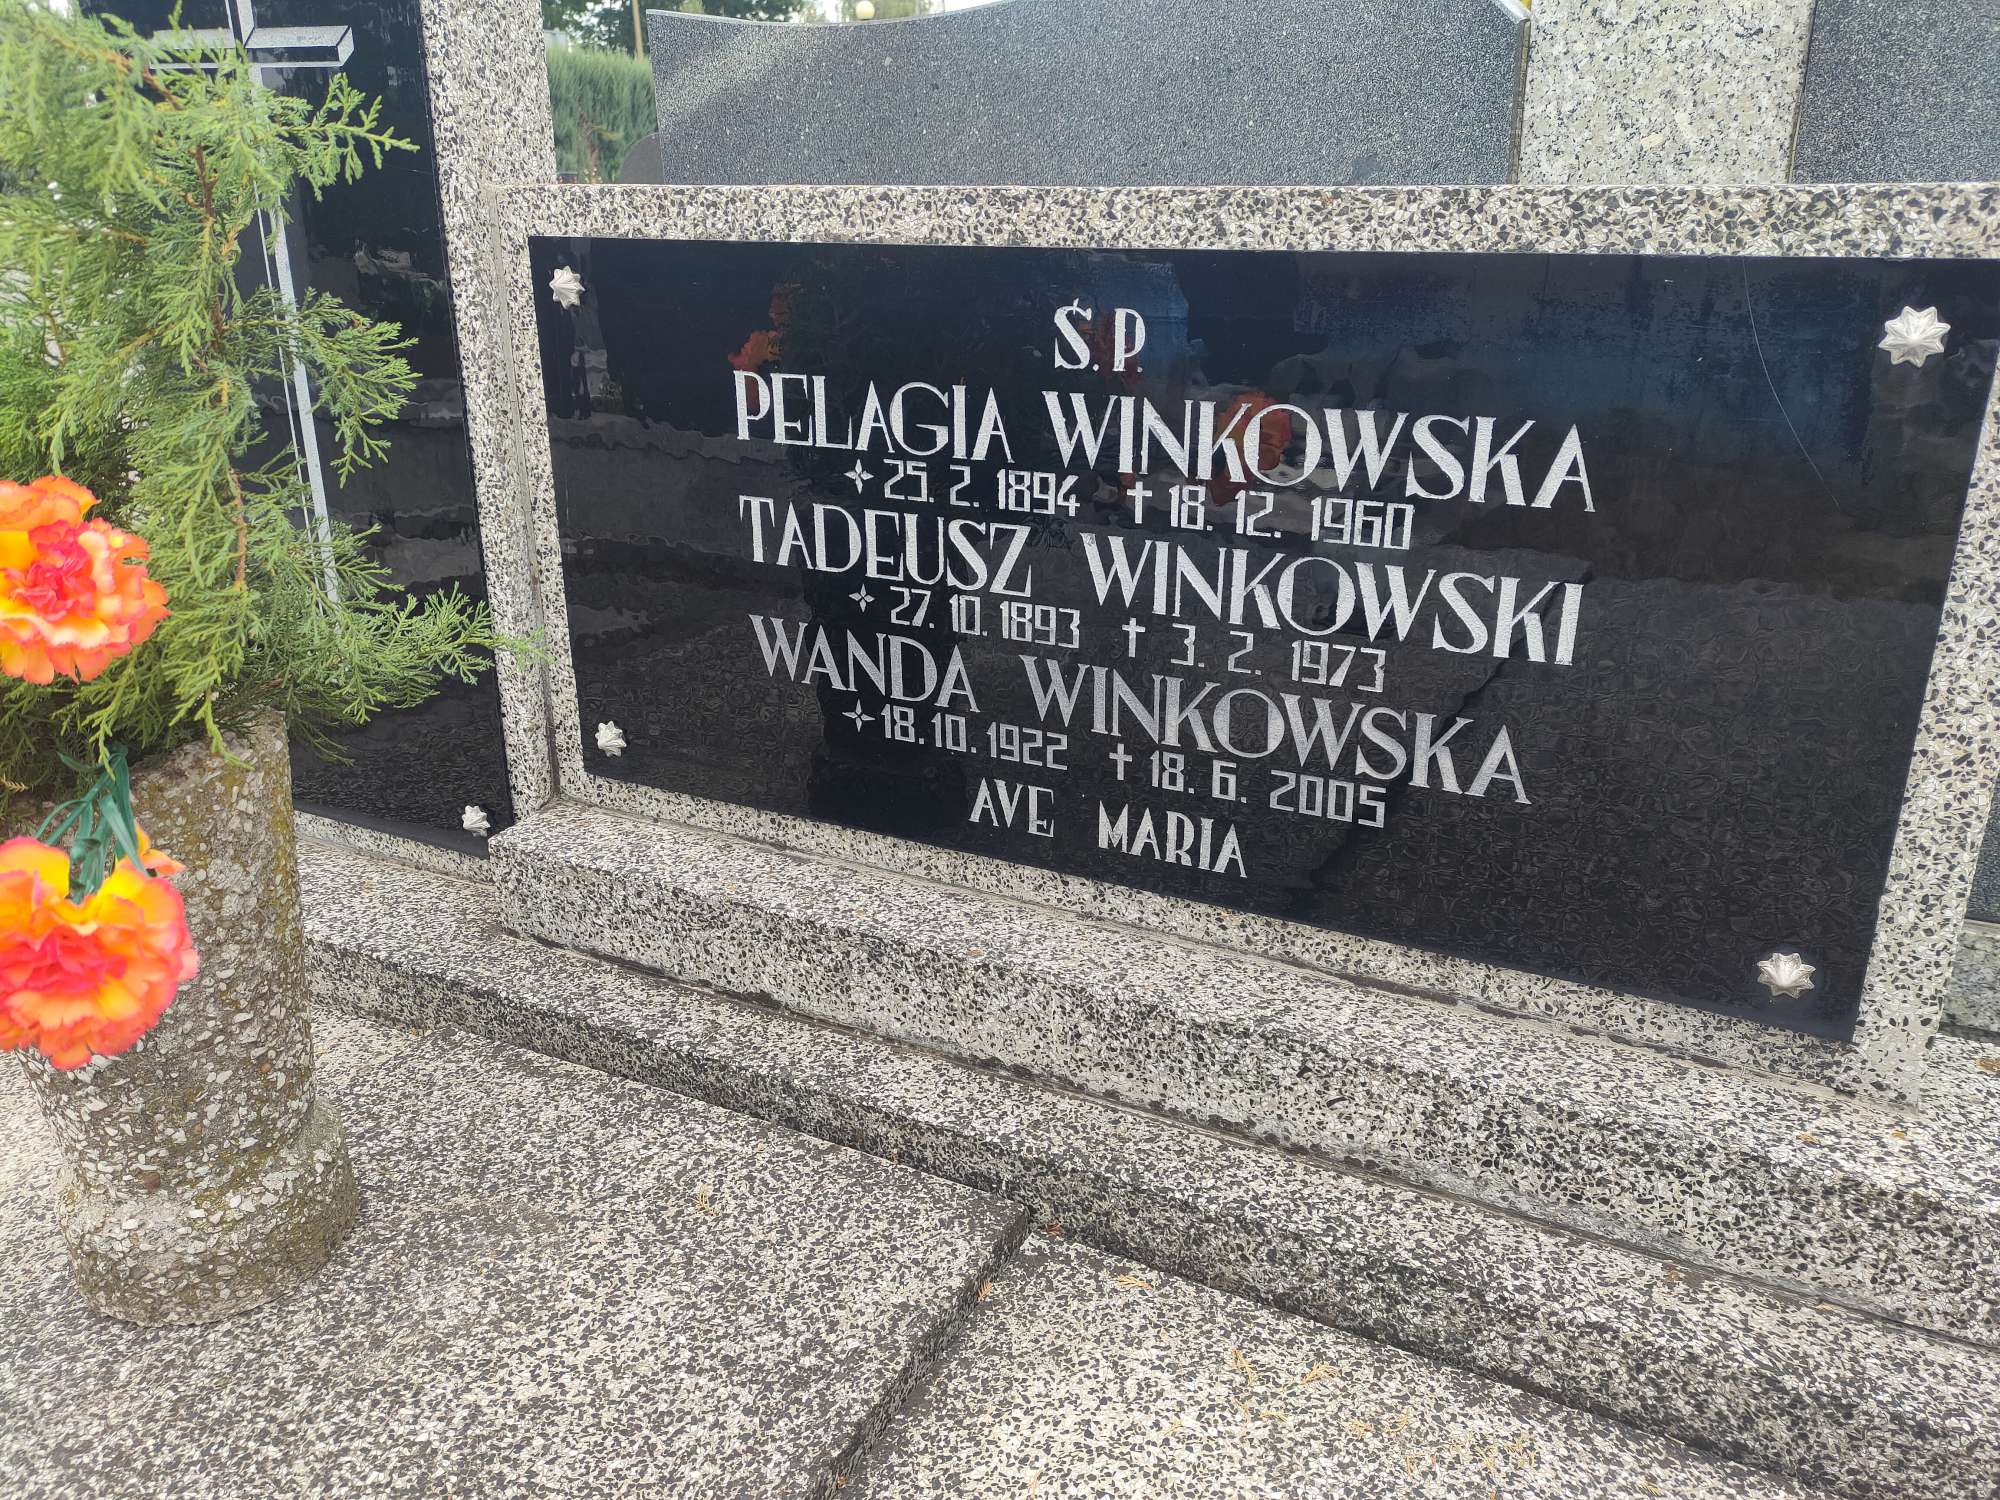 Ś.P.
PELAGIA WINKOWSKA
✧ 25. 2. 1894 † 18. 12. 1960
TADEUSZ WINKOWSKI
✧ 27. 10. 1893 † 3. 2. 1973
WANDA WINKOWSKA
✧ 18. 10. 1922 † 18. 6. 2005
AVE MARIA